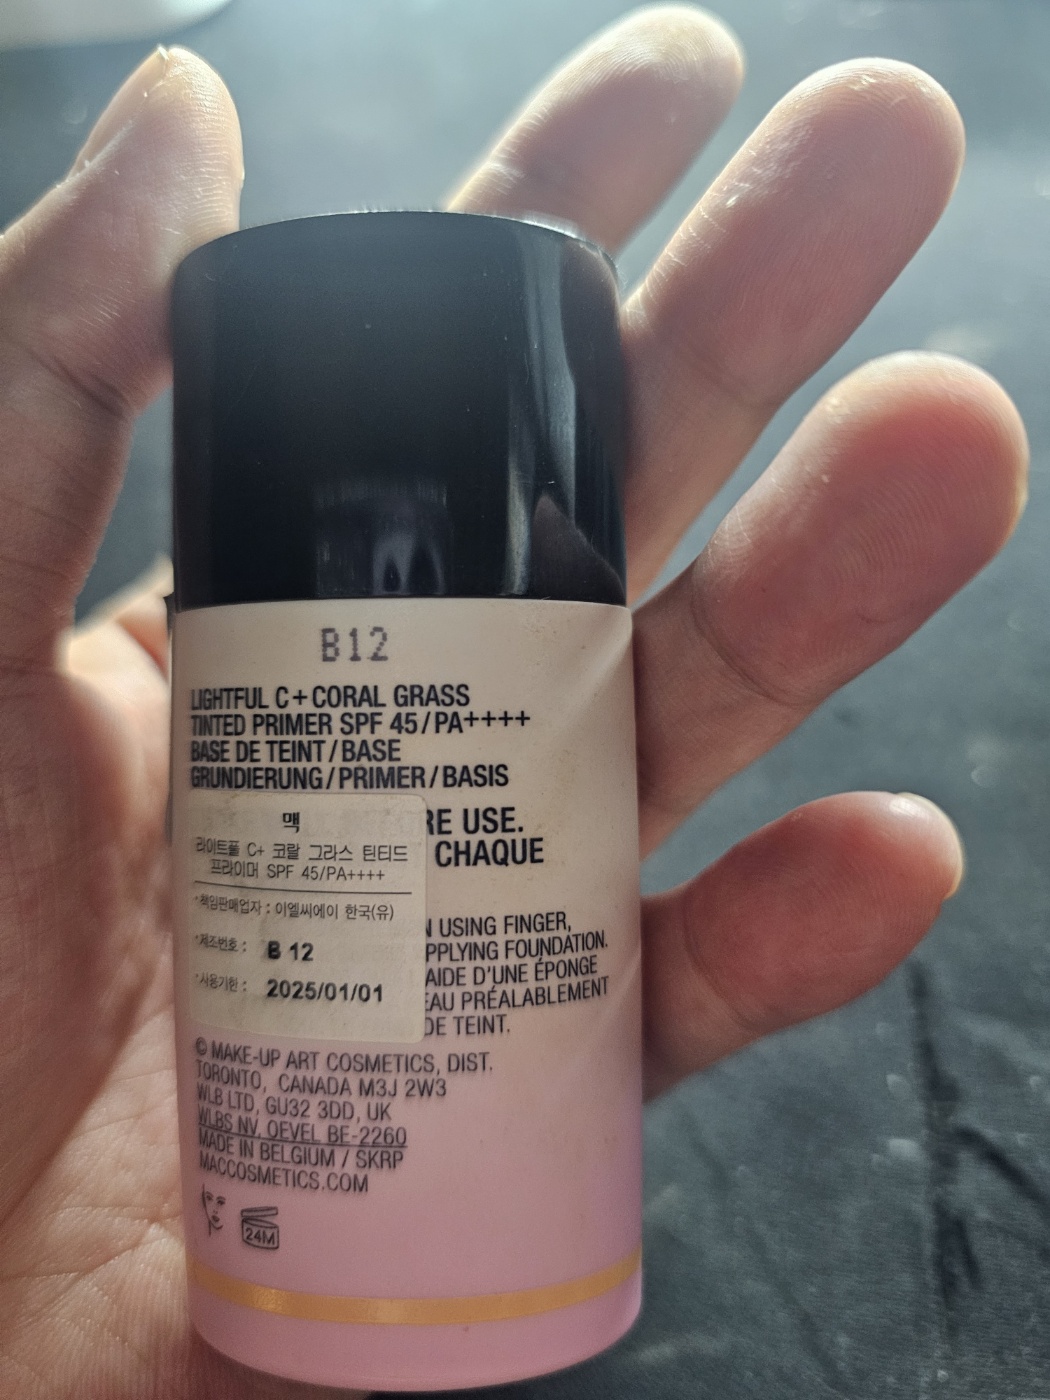 B12
LIGHTFUL C+CORAL GRASS
TINTED PRIMER SPF 45/PA++++
BASE DE TEINT/BASE
GRUNDIERUNG/PRIMER/BASIS
RE USE.
CHAQUE
맥
라이트풀 C+ 코랄 그라스 틴티드
프라이머 SPF 45/PA++++
·책임판매업자 : 이엘씨에이 한국(유)
·제조번호 : B 12
·사용기한 : 2025/01/01
N USING FINGER,
PPLYING FOUNDATION.
AIDE D'UNE ÉPONGE
EAU PRÉALABLEMENT
DE TEINT.
© MAKE-UP ART COSMETICS, DIST.
TORONTO, CANADA M3J 2W3
WLB LTD, GU32 3DD, UK
WLBS NV, OEVEL BE-2260
MADE IN BELGIUM / SKRP
MACCOSMETICS.COM
24M